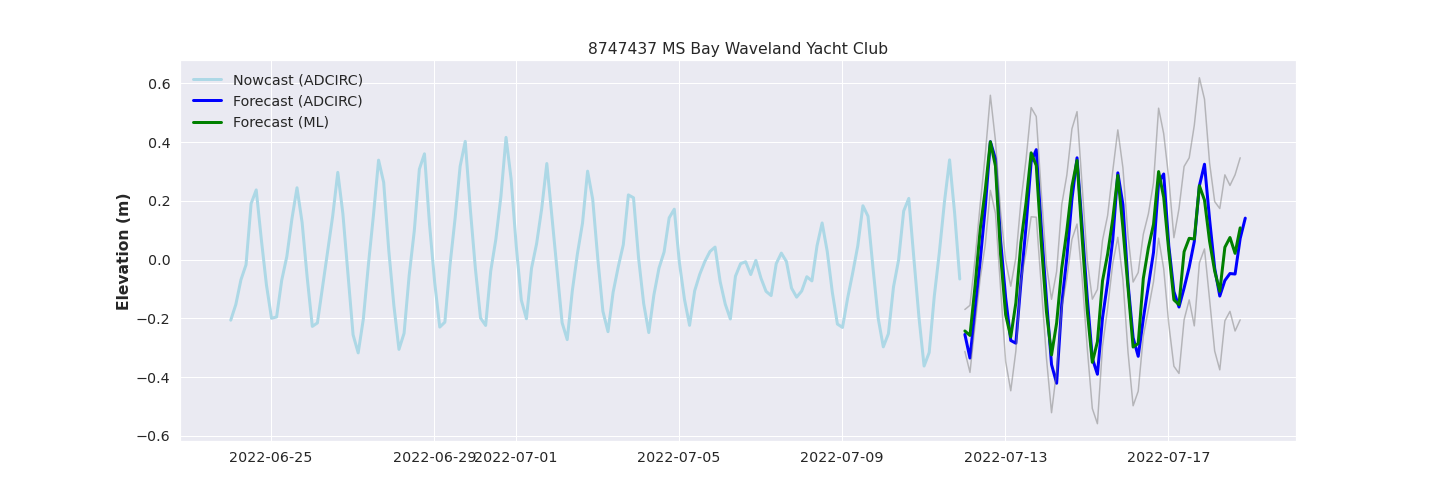 8747437 MS Bay Waveland Yacht Club
Nowcast (ADCIRC)
Forecast (ADCIRC)
Forecast (ML)
Elevation (m)
0.6
0.4
0.2
0.0
−0.2
−0.4
−0.6
2022-06-25 2022-06-29 2022-07-01 2022-07-05 2022-07-09 2022-07-13 2022-07-17